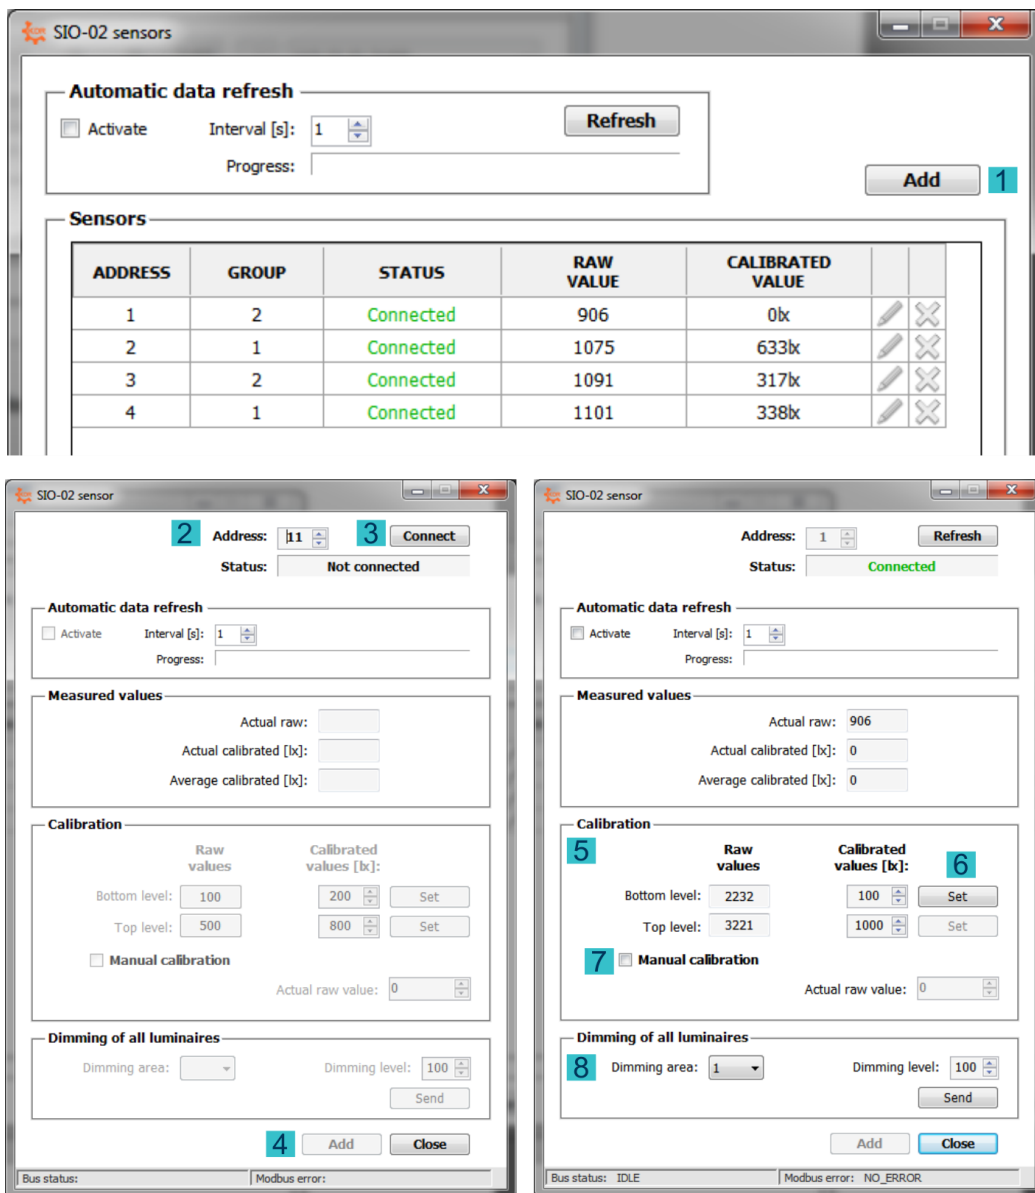 SIO-02 sensors
Automatic data refresh
Activate Interval [s]: 1 Refresh
Progress:
Add 1
Sensors
ADDRESS GROUP STATUS RAW VALUE CALIBRATED VALUE
1 2 Connected 906 0lx
2 1 Connected 1075 633lx
3 2 Connected 1091 317lx
4 1 Connected 1101 338lx
SIO-02 sensor
2 Address: 11 3 Connect
Status: Not connected
Automatic data refresh
Activate Interval [s]: 1
Progress:
Measured values
Actual raw:
Actual calibrated [lx]:
Average calibrated [lx]:
Calibration
Raw values Calibrated values [lx]:
Bottom level: 100 200 Set
Top level: 500 800 Set
Manual calibration
Actual raw value: 0
Dimming of all luminaires
Dimming area: Dimming level: 100
Send
4 Add Close
Bus status: Modbus error:
SIO-02 sensor
Address: 1 Refresh
Status: Connected
Automatic data refresh
Activate Interval [s]: 1
Progress:
Measured values
Actual raw: 906
Actual calibrated [lx]: 0
Average calibrated [lx]: 0
Calibration
5 Raw values Calibrated values [lx]: 6
Bottom level: 2232 100 Set
Top level: 3221 1000 Set
7 Manual calibration
Actual raw value: 0
Dimming of all luminaires
8 Dimming area: 1 Dimming level: 100
Send
Add Close
Bus status: IDLE Modbus error: NO_ERROR